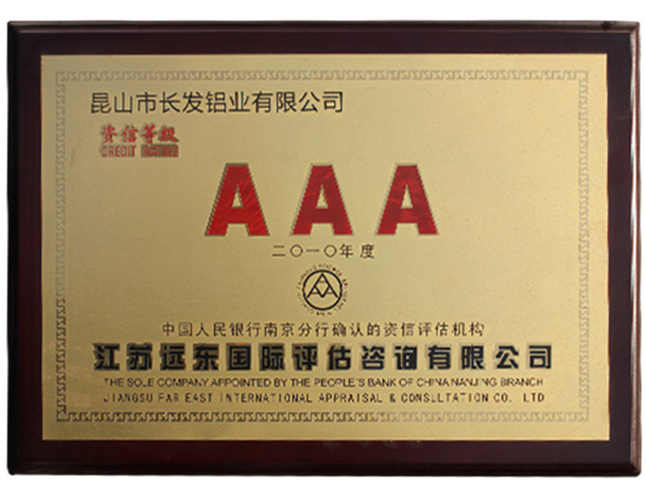 昆山市长发铝业有限公司
资信等级
CREDIT
AAA
二〇一〇年度
中国人民银行南京分行确认的资信评估机构
江苏远东国际评估咨询有限公司
THE SOLE COMPANY APPOINTED BY THE PEOPLE'S BANK OF CHINA NANJING BRANCH
JIANGSU FAR EAST INTERNATIONAL APPRAISAL & CONSLLTATION CO. LTD